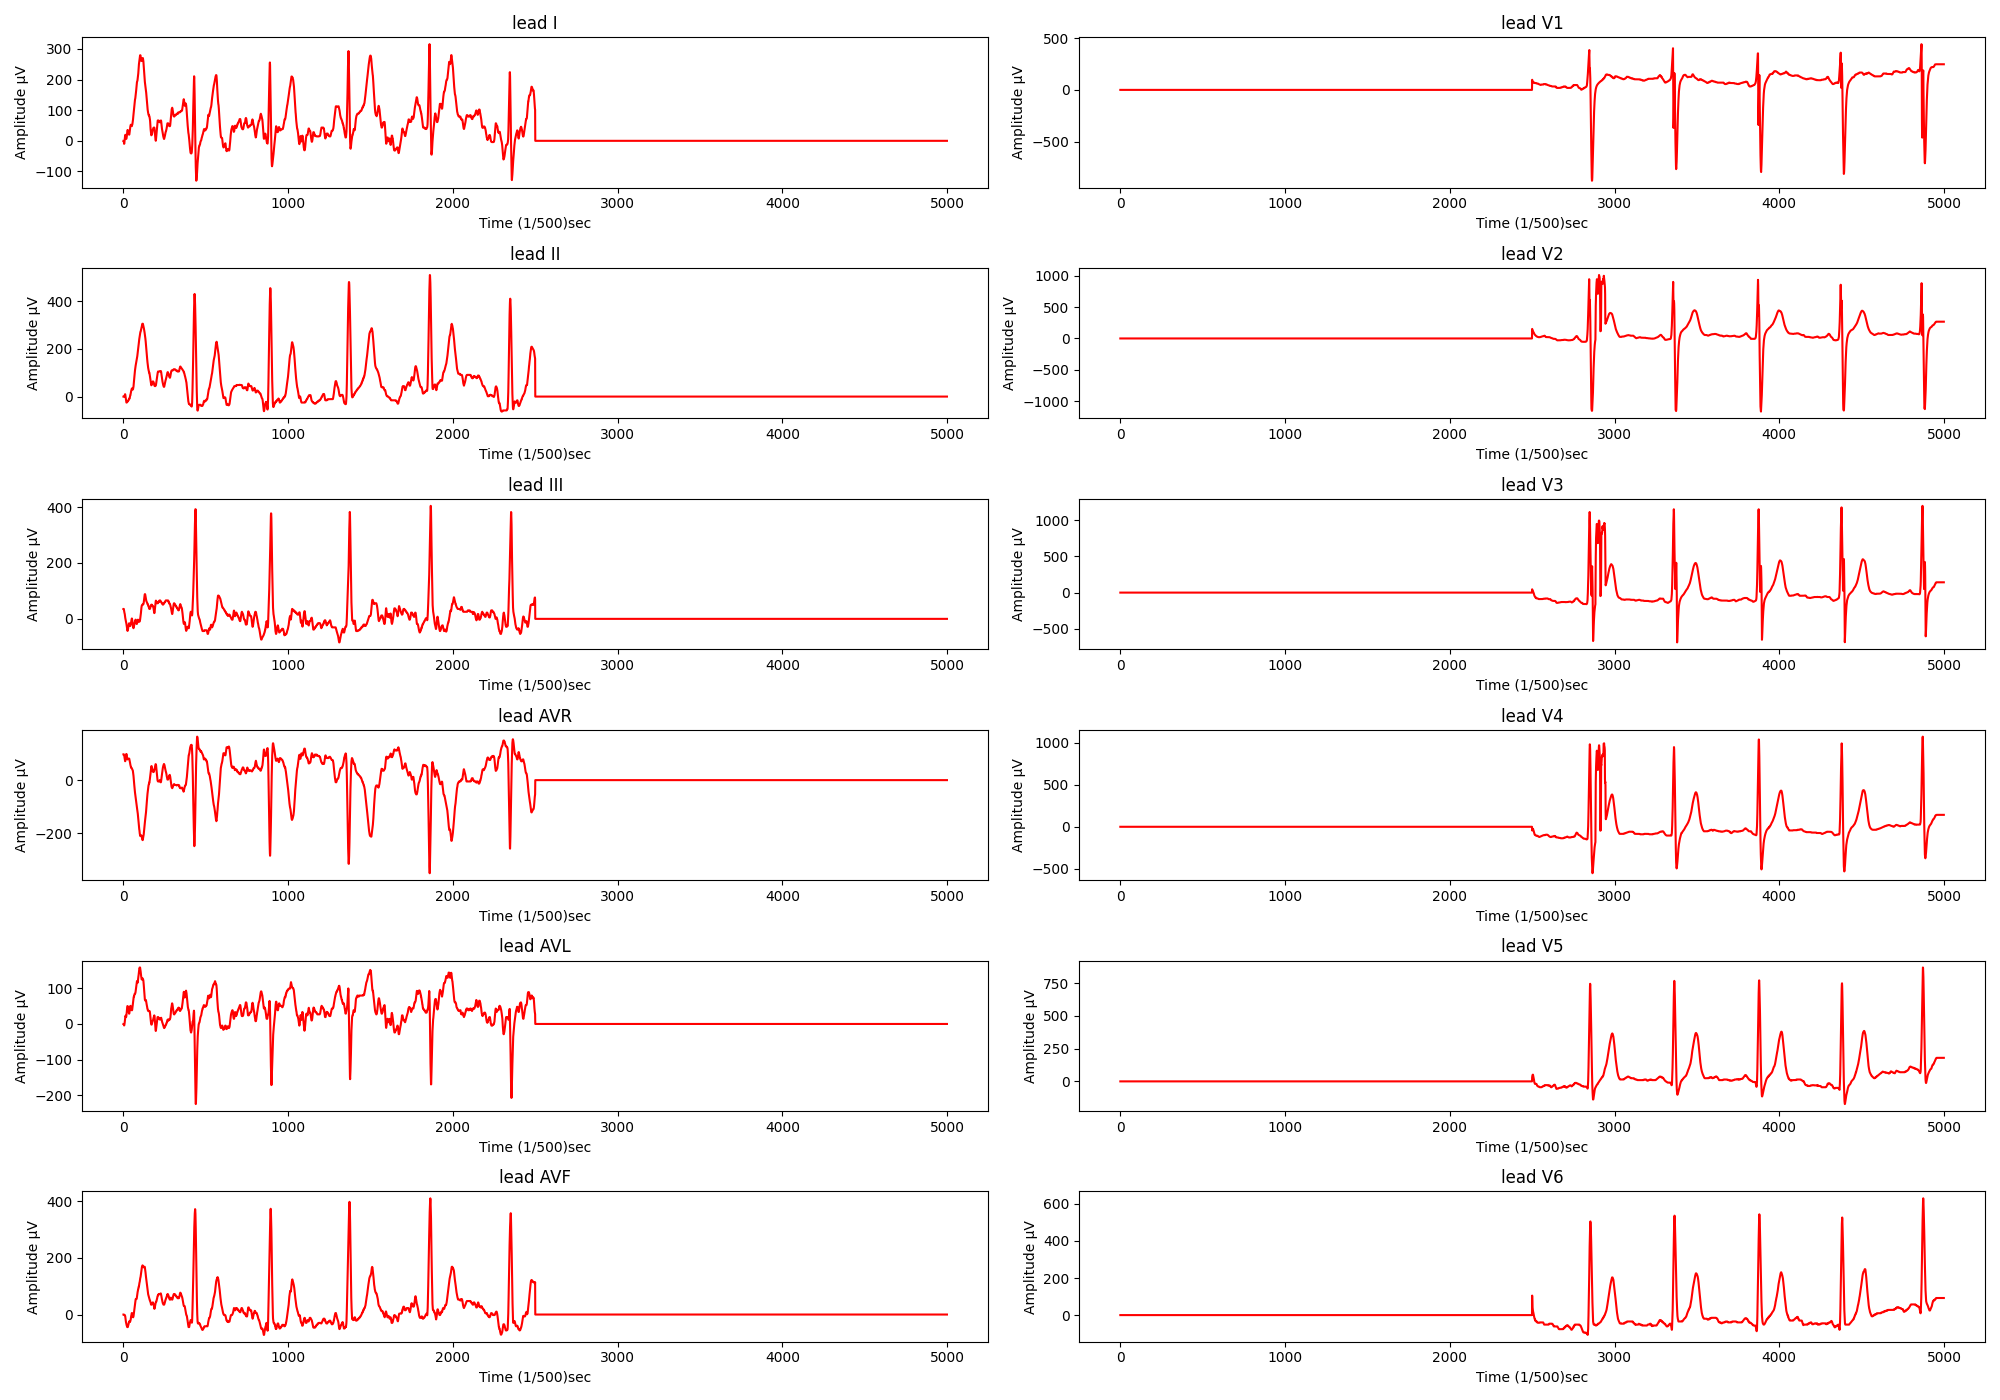 lead I
Amplitude μV
300
200
100
0
−100
0 1000 2000 3000 4000 5000
Time (1/500)sec
lead V1
Amplitude μV
500
0
−500
0 1000 2000 3000 4000 5000
Time (1/500)sec
lead II
Amplitude μV
400
200
0
0 1000 2000 3000 4000 5000
Time (1/500)sec
lead V2
Amplitude μV
1000
500
0
−500
−1000
0 1000 2000 3000 4000 5000
Time (1/500)sec
lead III
Amplitude μV
400
200
0
0 1000 2000 3000 4000 5000
Time (1/500)sec
lead V3
Amplitude μV
1000
500
0
−500
0 1000 2000 3000 4000 5000
Time (1/500)sec
lead AVR
Amplitude μV
0
−200
0 1000 2000 3000 4000 5000
Time (1/500)sec
lead V4
Amplitude μV
1000
500
0
−500
0 1000 2000 3000 4000 5000
Time (1/500)sec
lead AVL
Amplitude μV
100
0
−100
−200
0 1000 2000 3000 4000 5000
Time (1/500)sec
lead V5
Amplitude μV
750
500
250
0
0 1000 2000 3000 4000 5000
Time (1/500)sec
lead AVF
Amplitude μV
400
200
0
0 1000 2000 3000 4000 5000
Time (1/500)sec
lead V6
Amplitude μV
600
400
200
0
0 1000 2000 3000 4000 5000
Time (1/500)sec